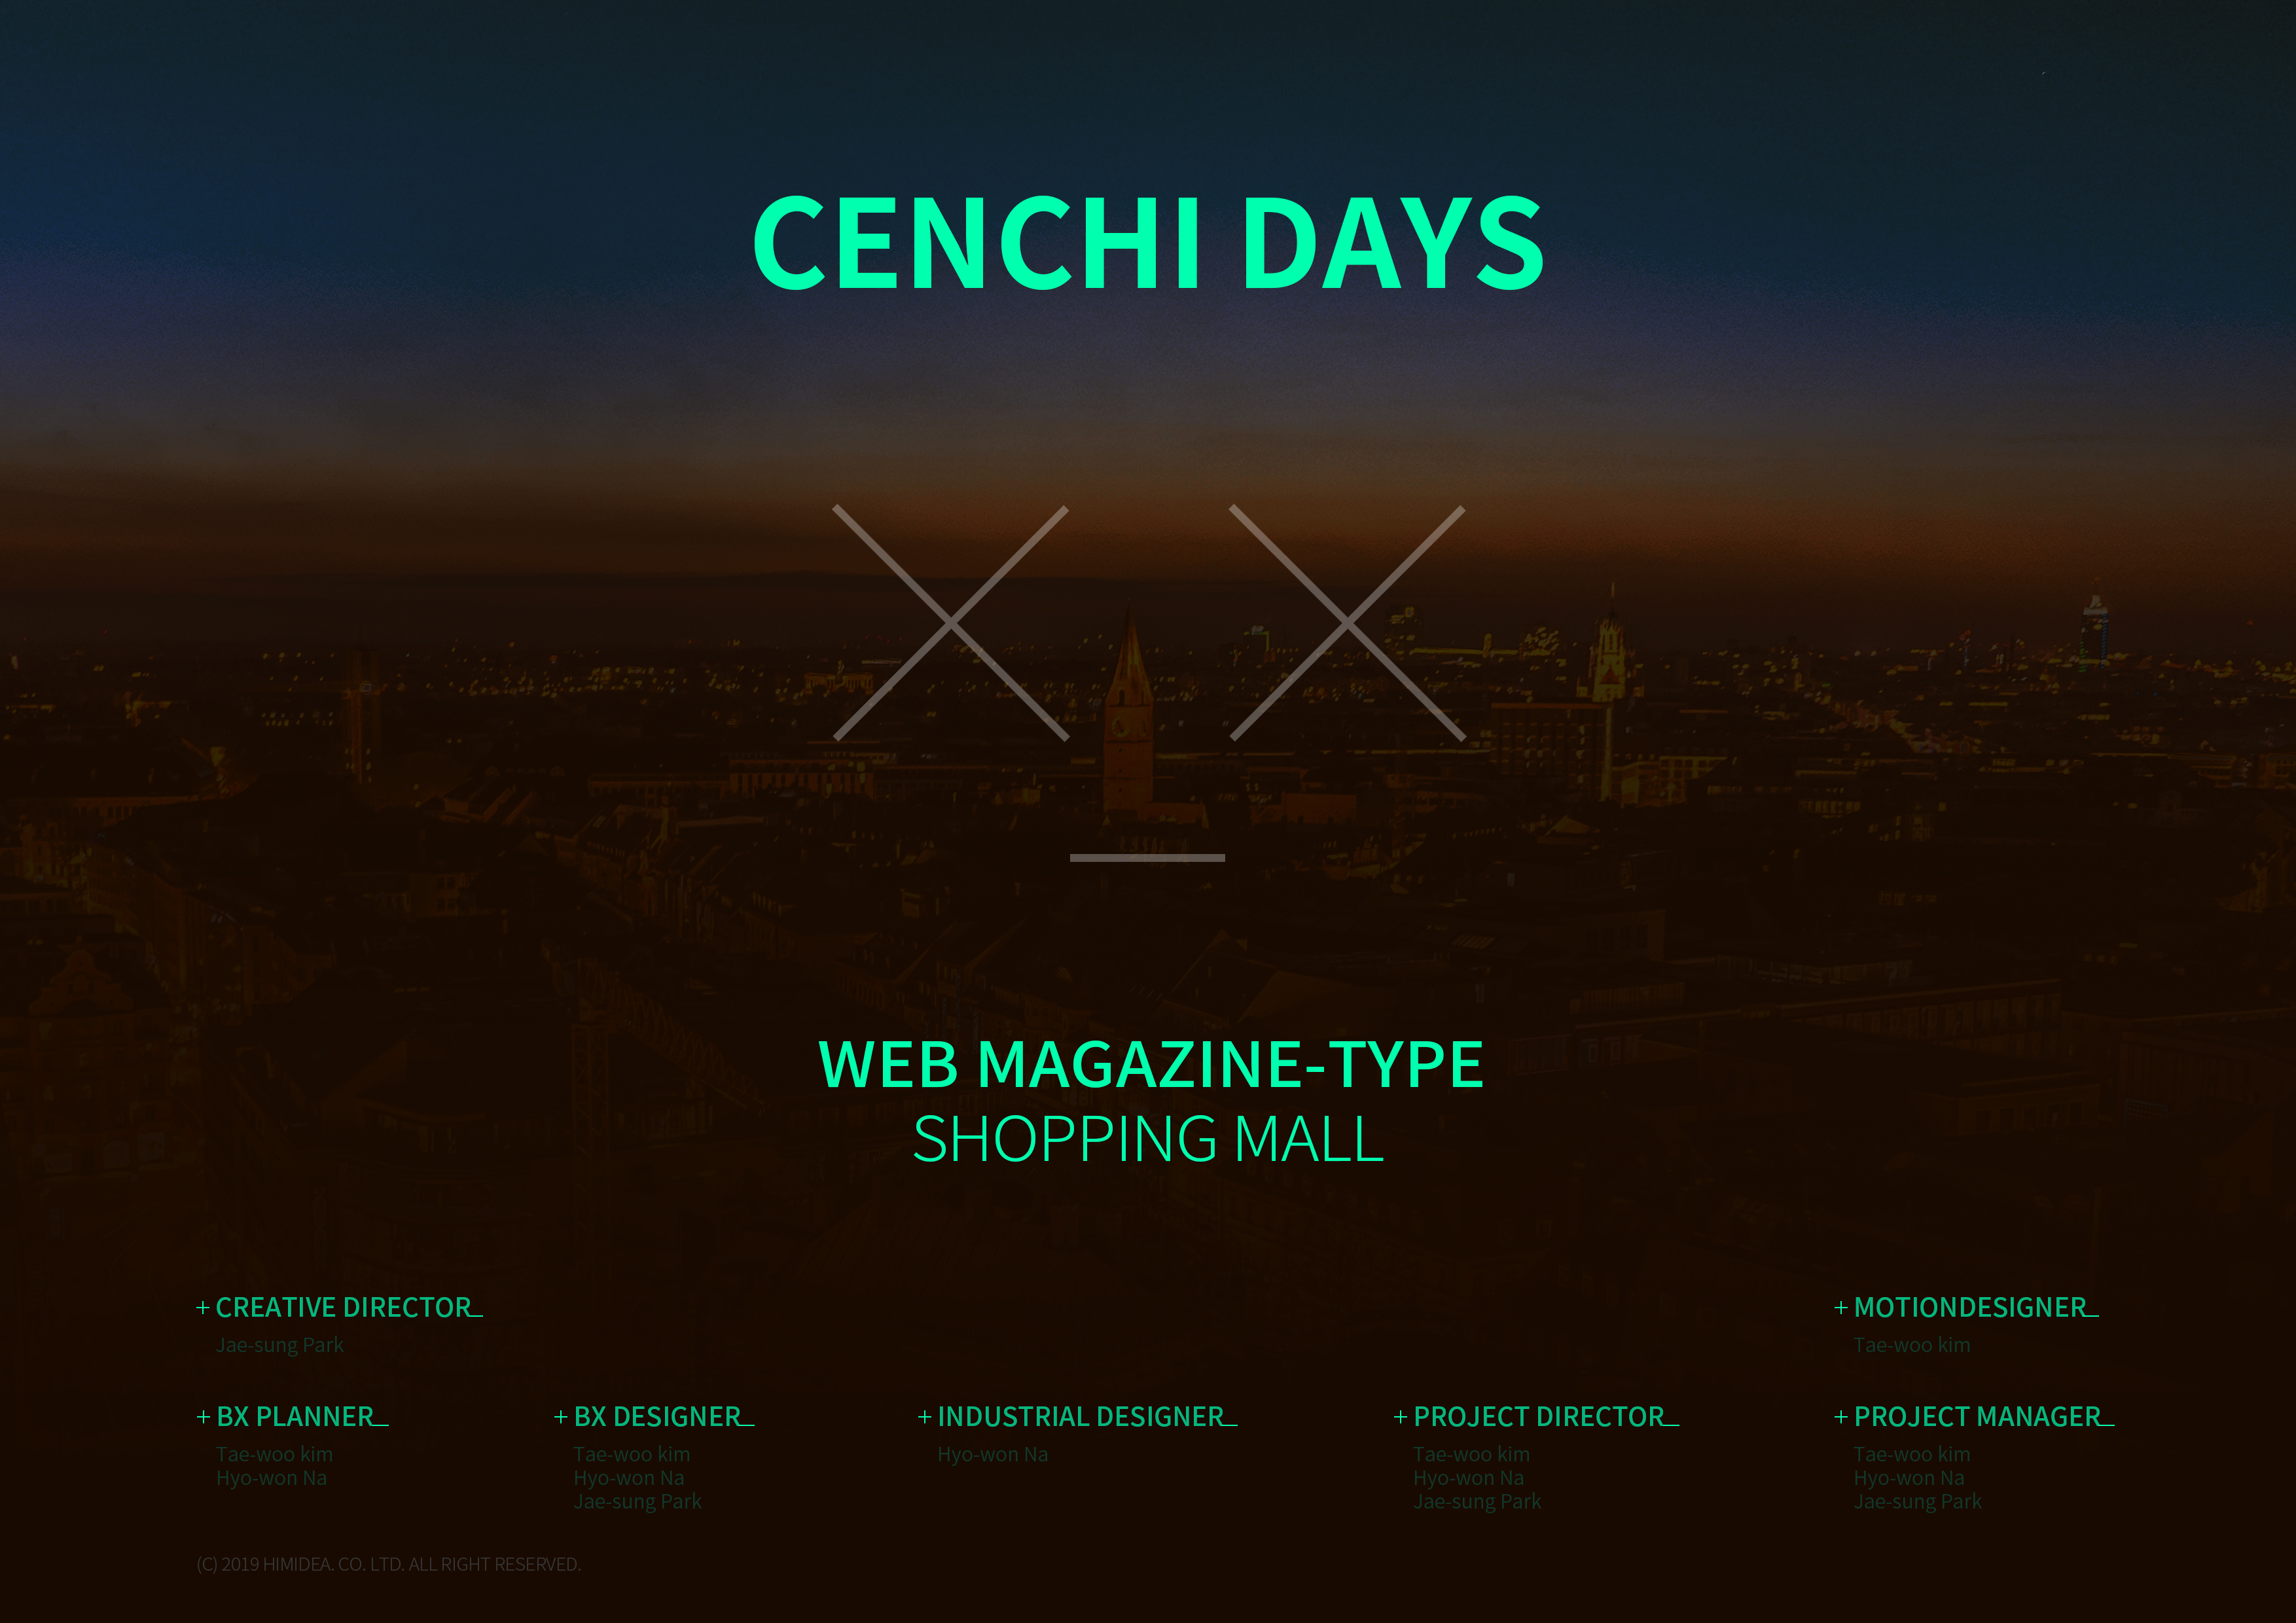 CENCHI DAYS
WEB MAGAZINE-TYPE
SHOPPING MALL
+ CREATIVE DIRECTOR_
Jae-sung Park
+ MOTIONDESIGNER_
Tae-woo kim
+ BX PLANNER_
Tae-woo kim
Hyo-won Na
+ BX DESIGNER_
Tae-woo kim
Hyo-won Na
Jae-sung Park
+ INDUSTRIAL DESIGNER_
Hyo-won Na
+ PROJECT DIRECTOR_
Tae-woo kim
Hyo-won Na
Jae-sung Park
+ PROJECT MANAGER_
Tae-woo kim
Hyo-won Na
Jae-sung Park
(C) 2019 HIMIDEA. CO. LTD. ALL RIGHT RESERVED.